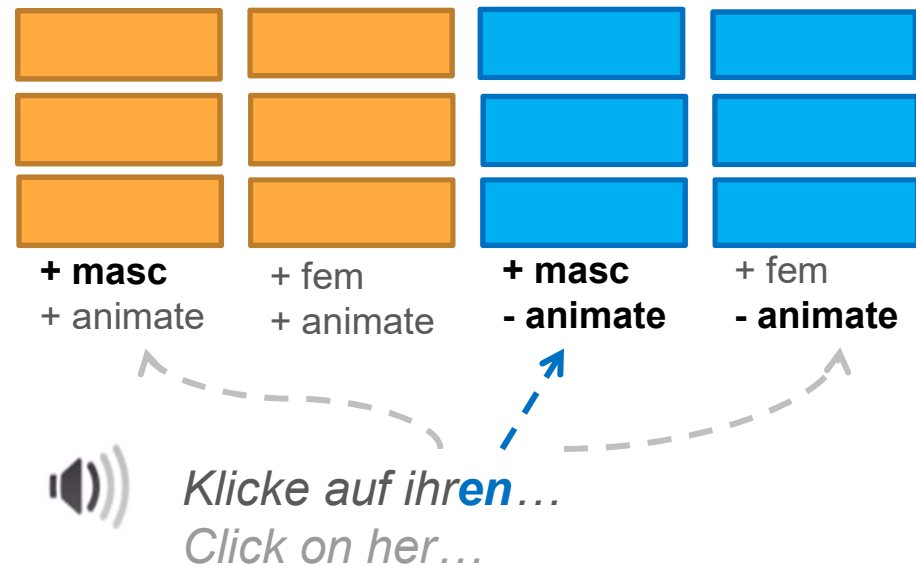 + masc
+ animate
+ fem
+ animate
+ masc
- animate
+ fem
- animate
Klicke auf ihren…
Click on her…